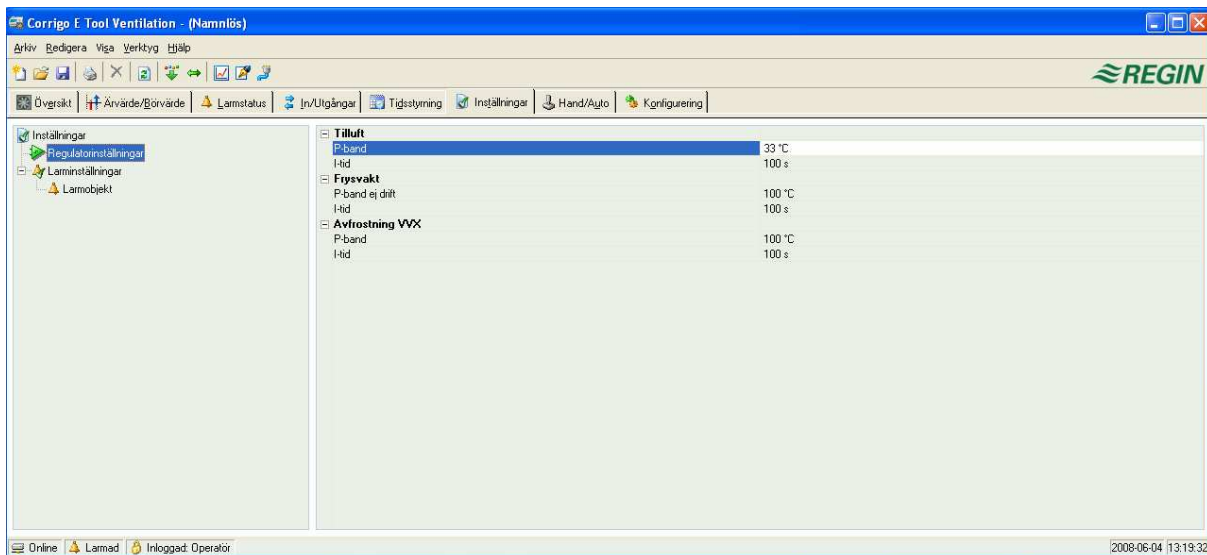 Corrigo E Tool Ventilation - (Namnlös)
Arkiv Redigera Visa Verktyg Hjälp
REGIN
Översikt Ärvärde/Börvärde Larmstatus In/Utgångar Tidsstyrning Inställningar Hand/Auto Konfigurering
Inställningar
Regulatorinställningar
Larminställningar
Larmobjekt
Tilluft
P-band 33 °C
I-tid 100 s
Frysvakt
P-band ej drift 100 °C
I-tid 100 s
Avfrostning VVX
P-band 100 °C
I-tid 100 s
Online Larmad Inloggad: Operatör 2008-06-04 13:19:32